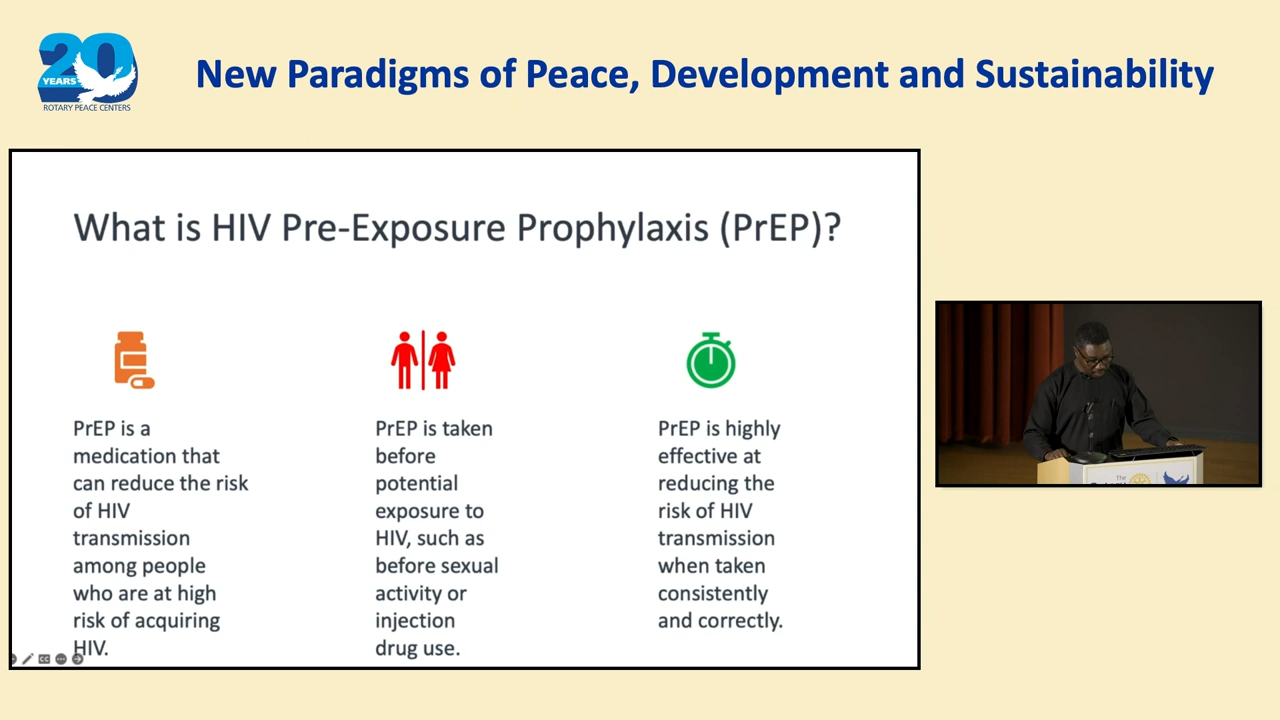 20
YEARS
ROTARY PEACE CENTERS
New Paradigms of Peace, Development and Sustainability
What is HIV Pre-Exposure Prophylaxis (PrEP)?
PrEP is a
medication that
can reduce the risk
of HIV
transmission
among people
who are at high
risk of acquiring
HIV.
PrEP is taken
before
potential
exposure to
HIV, such as
before sexual
activity or
injection
drug use.
PrEP is highly
effective at
reducing the
risk of HIV
transmission
when taken
consistently
and correctly.
The